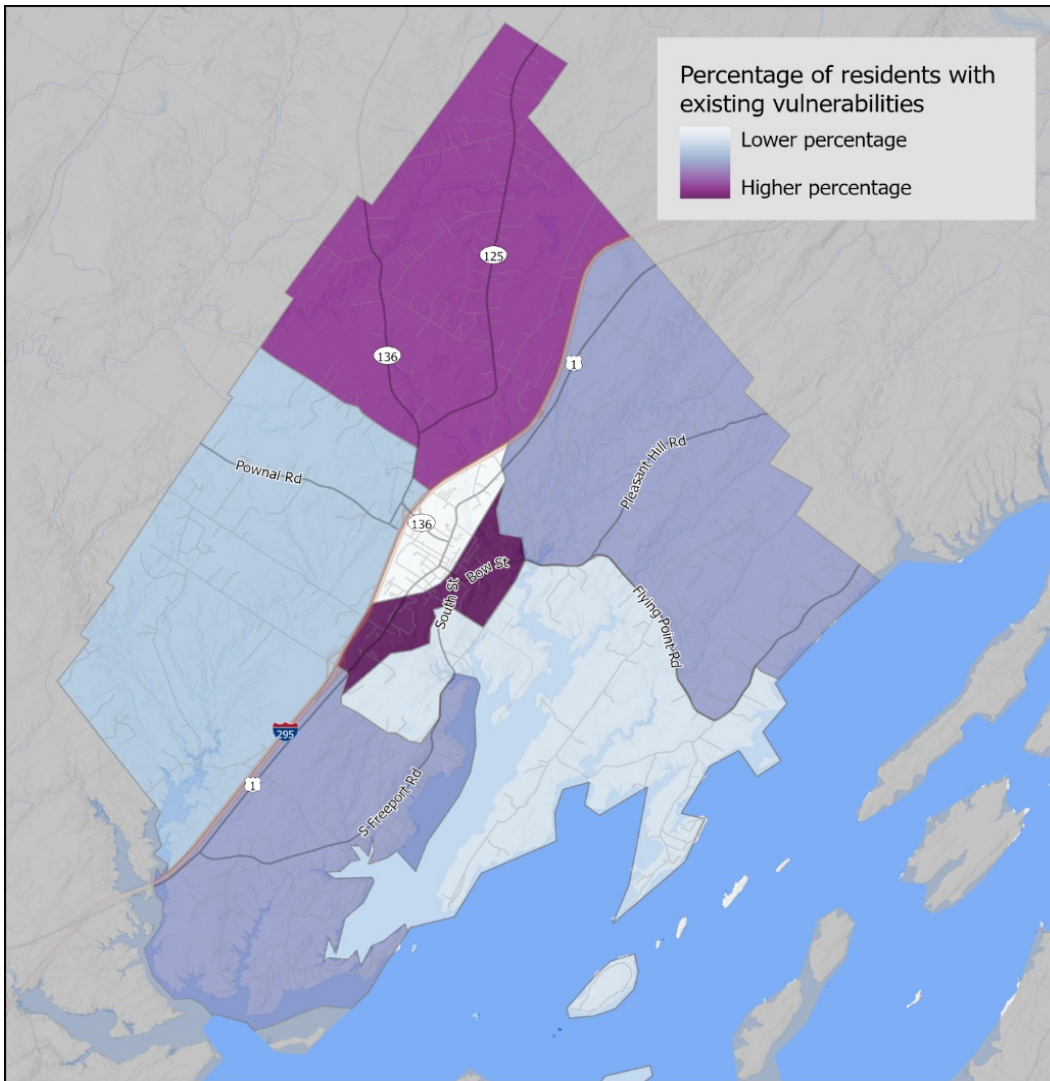 Percentage of residents with
existing vulnerabilities
Lower percentage
Higher percentage
125
136
1
Pleasant Hill Rd
Pownal Rd
136
Bow St
South St
Flying Point Rd
295
1
S Freeport Rd